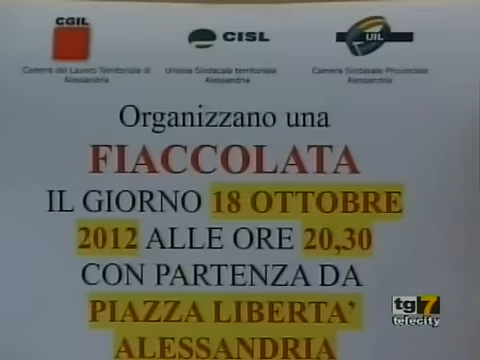 CGIL
CISL
UIL
Camera del Lavoro Territoriale di
Alessandria
Unione Sindacale territoriale
Alessandria
Camera Sindacale Provinciale
Alessandria
Organizzano una
FIACCOLATA
IL GIORNO 18 OTTOBRE
2012 ALLE ORE 20,30
CON PARTENZA DA
PIAZZA LIBERTA'
ALESSANDRIA
tg7
telecity